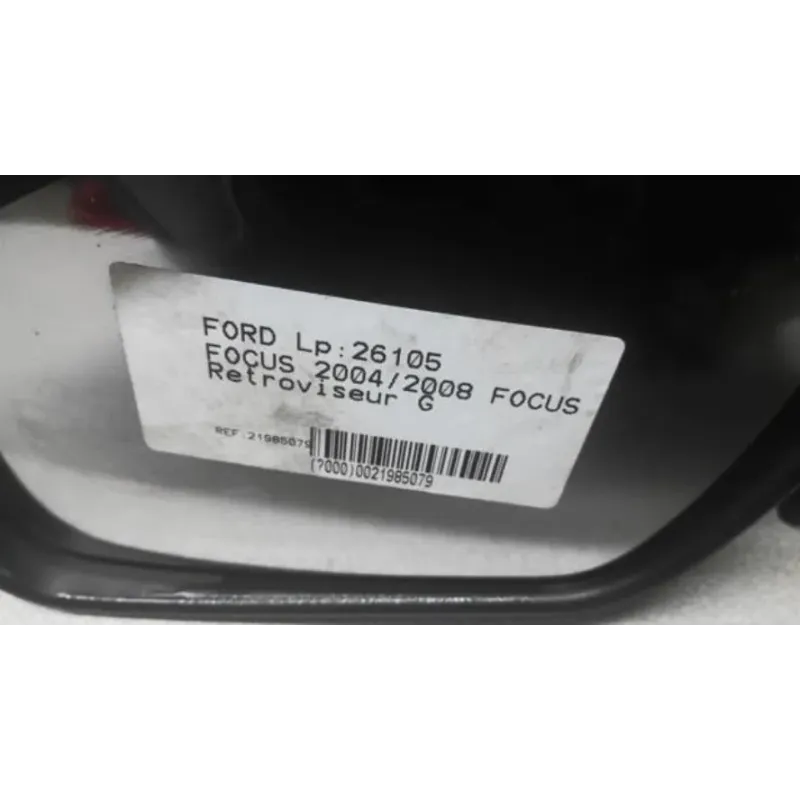 FORD Lp:26105
FOCUS 2004/2008 FOCUS
Retroviseur G
REF:21985079
(7000)0021985079